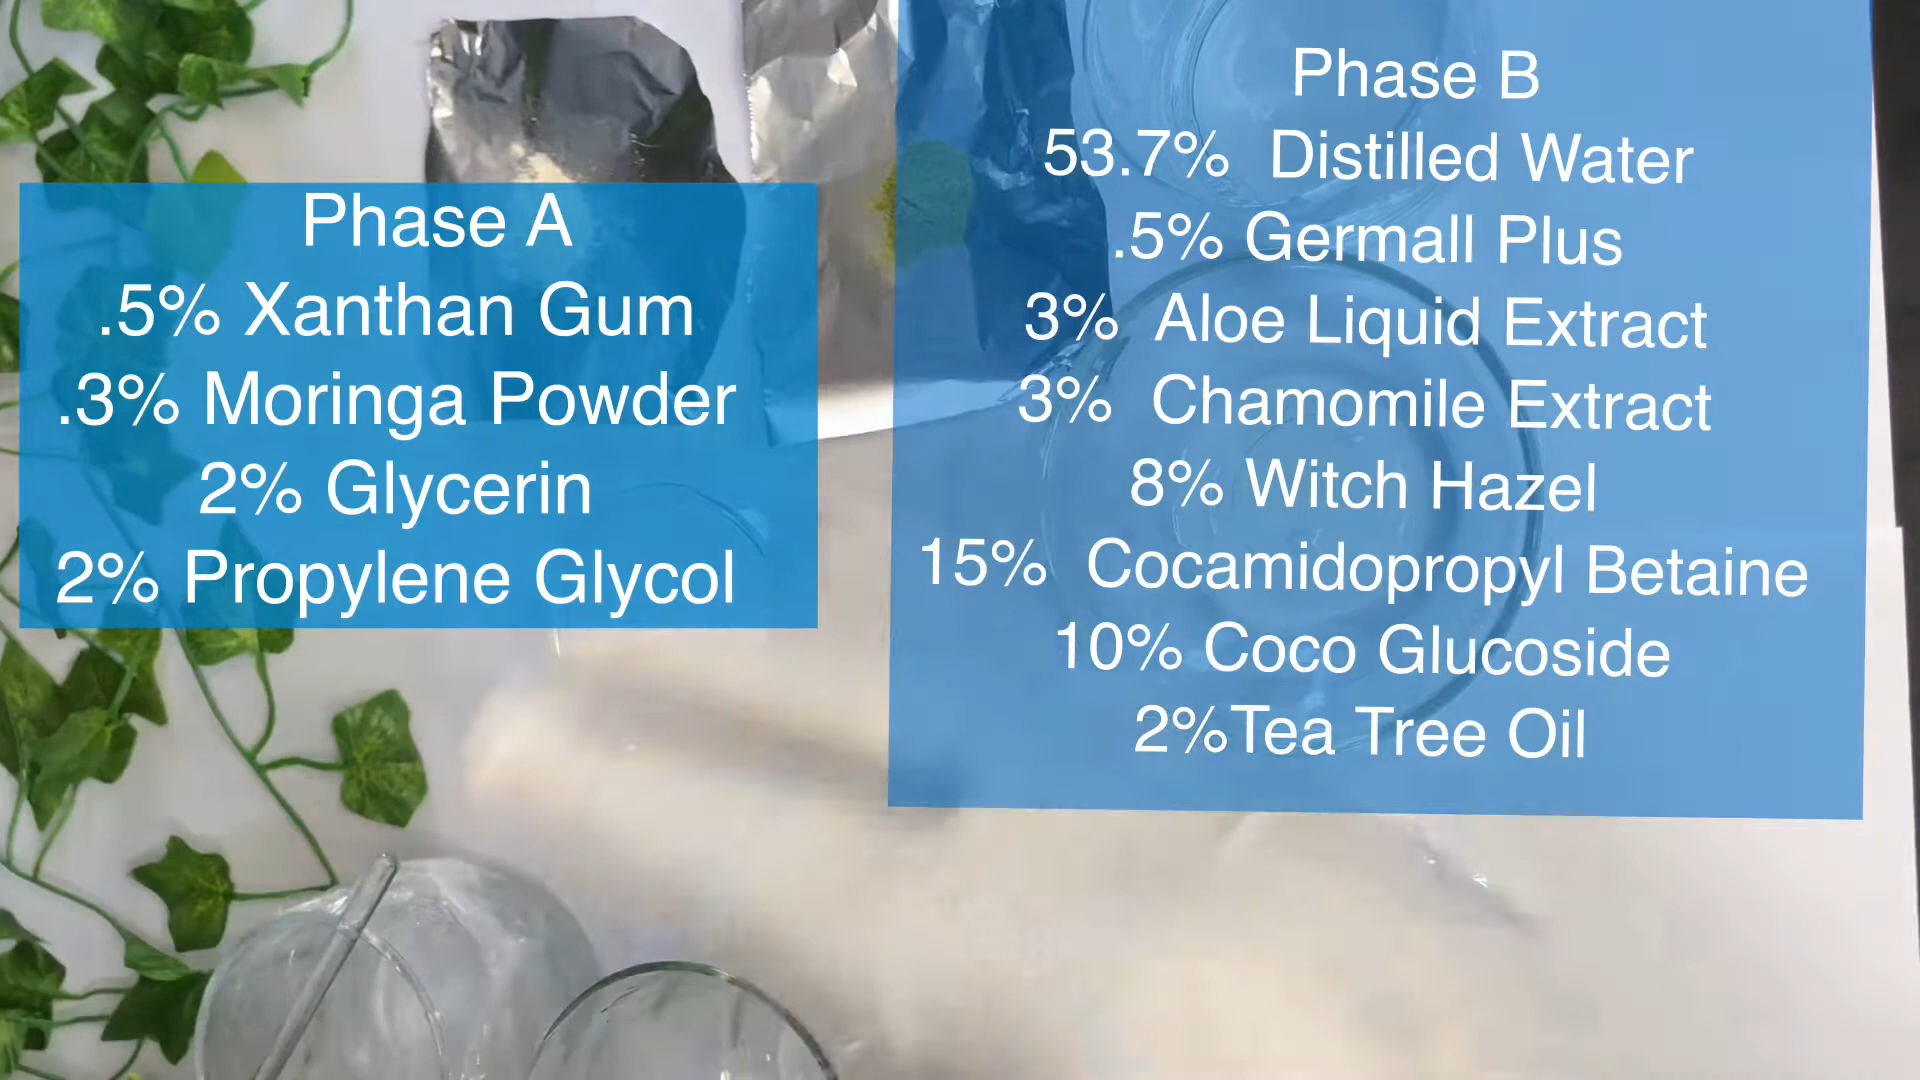 Phase A
.5% Xanthan Gum
.3% Moringa Powder
2% Glycerin
2% Propylene Glycol
Phase B
53.7% Distilled Water
.5% Germall Plus
3% Aloe Liquid Extract
3% Chamomile Extract
8% Witch Hazel
15% Cocamidopropyl Betaine
10% Coco Glucoside
2%Tea Tree Oil